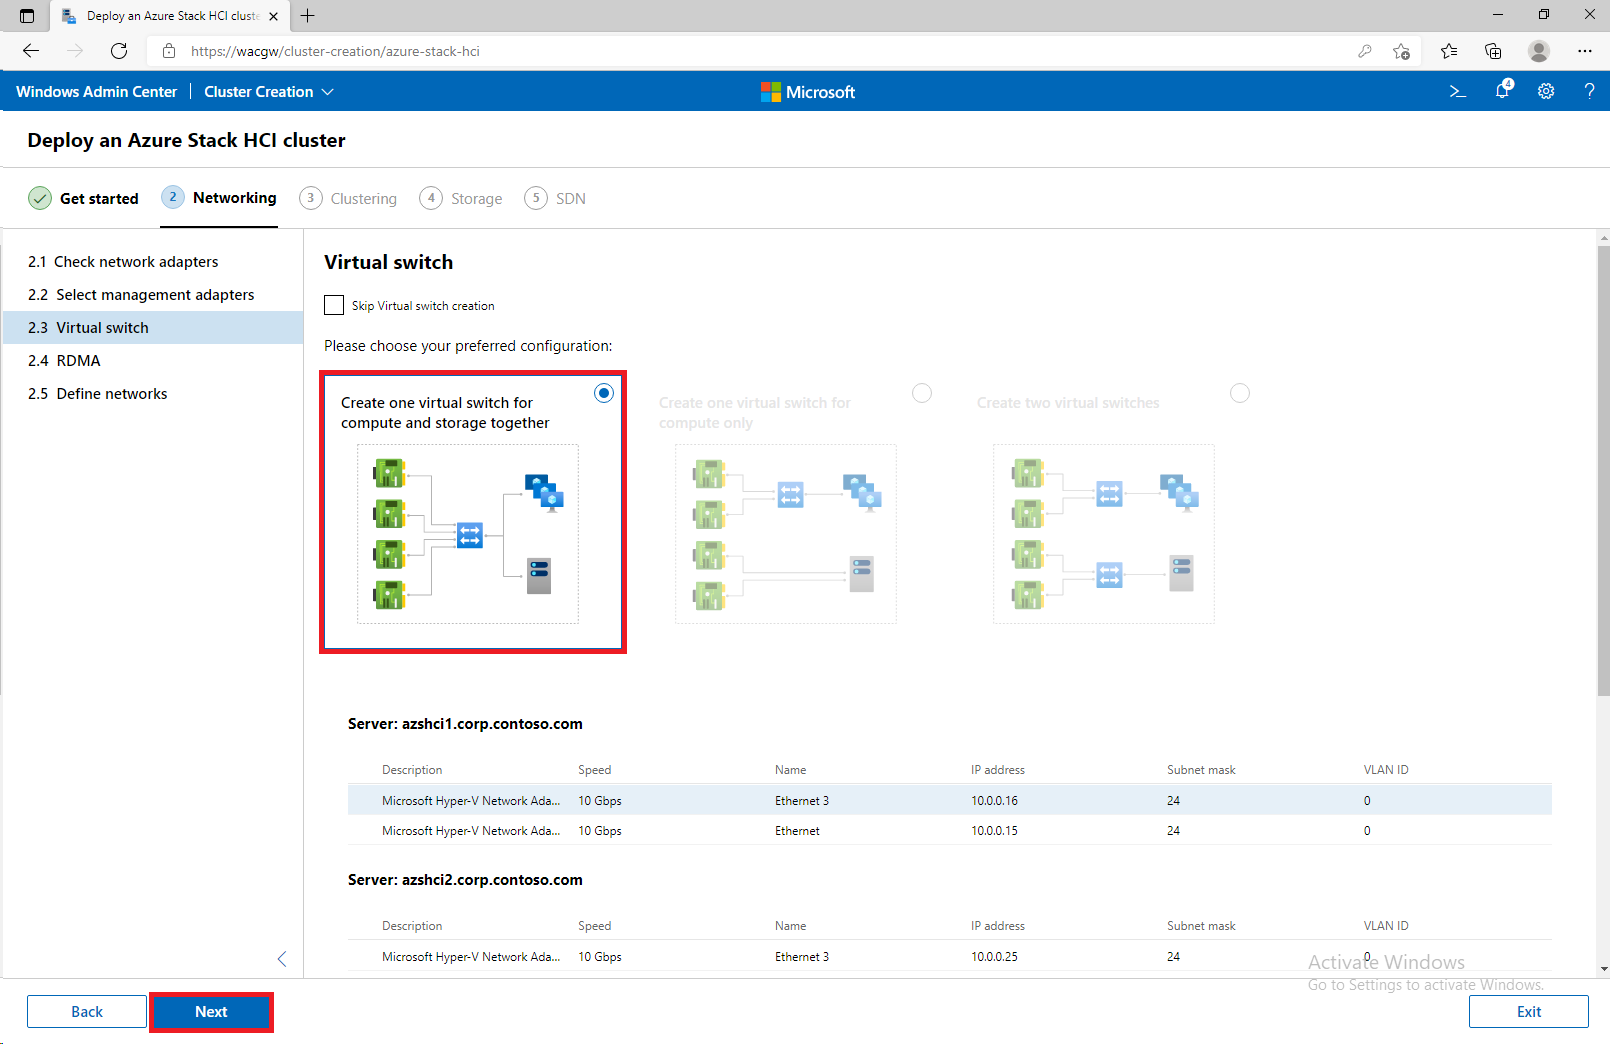 Deploy an Azure Stack HCI cluste
https://wacgw/cluster-creation/azure-stack-hci
Windows Admin Center Cluster Creation Microsoft 4 ?
Deploy an Azure Stack HCI cluster
Get started 2 Networking 3 Clustering 4 Storage 5 SDN
2.1 Check network adapters
2.2 Select management adapters
2.3 Virtual switch
2.4 RDMA
2.5 Define networks
Virtual switch
Skip Virtual switch creation
Please choose your preferred configuration:
Create one virtual switch for
compute and storage together
Create one virtual switch for
compute only
Create two virtual switches
Server: azshci1.corp.contoso.com
Description Speed Name IP address Subnet mask VLAN ID
Microsoft Hyper-V Network Ada... 10 Gbps Ethernet 3 10.0.0.16 24 0
Microsoft Hyper-V Network Ada... 10 Gbps Ethernet 10.0.0.15 24 0
Server: azshci2.corp.contoso.com
Description Speed Name IP address Subnet mask VLAN ID
Microsoft Hyper-V Network Ada... 10 Gbps Ethernet 3 10.0.0.25 24 0
Activate Windows
Go to Settings to activate Windows.
Back Next Exit